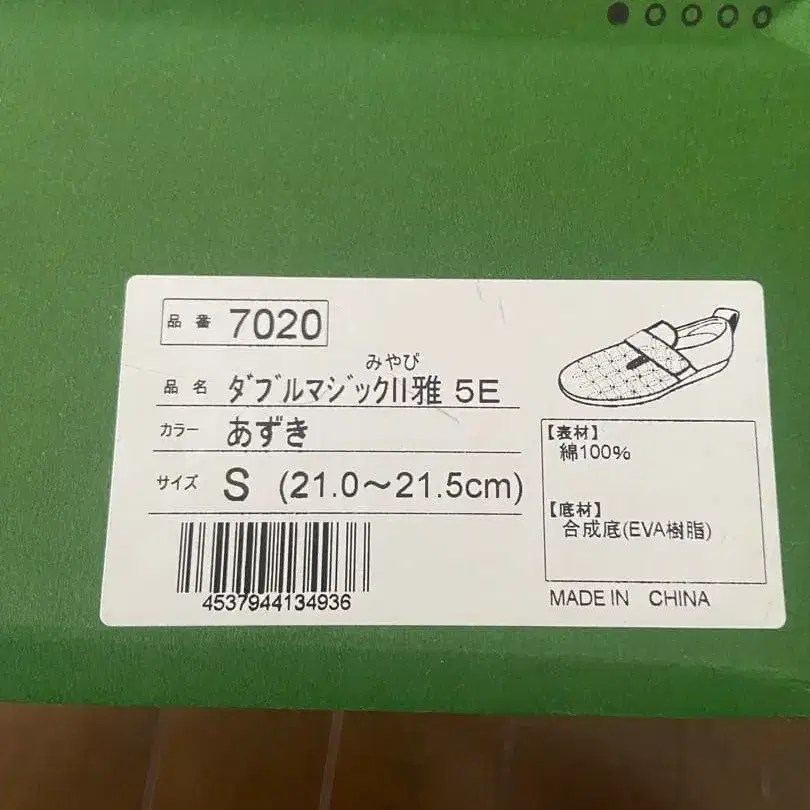 品番 7020
みやび
品名 ﾀﾞﾌﾞﾙﾏｼﾞｯｸII雅 5E
カラー あずき
サイズ S (21.0～21.5cm)
4537944134936
【表材】
綿100%
【底材】
合成底(EVA樹脂)
MADE IN CHINA